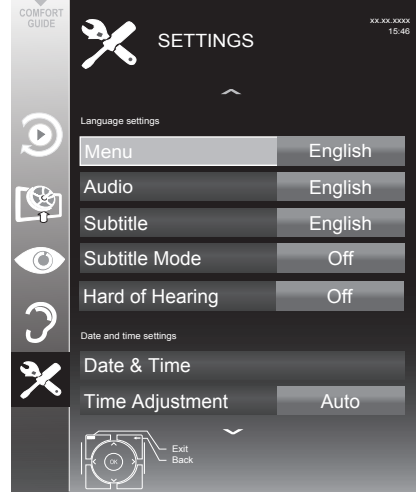 COMFORT
GUIDE
SETTINGS
xx.xx.xxxx
15:46
Language settings
Menu English
Audio English
Subtitle English
Subtitle Mode Off
Hard of Hearing Off
Date and time settings
Date & Time
Time Adjustment Auto
OK
Exit
Back